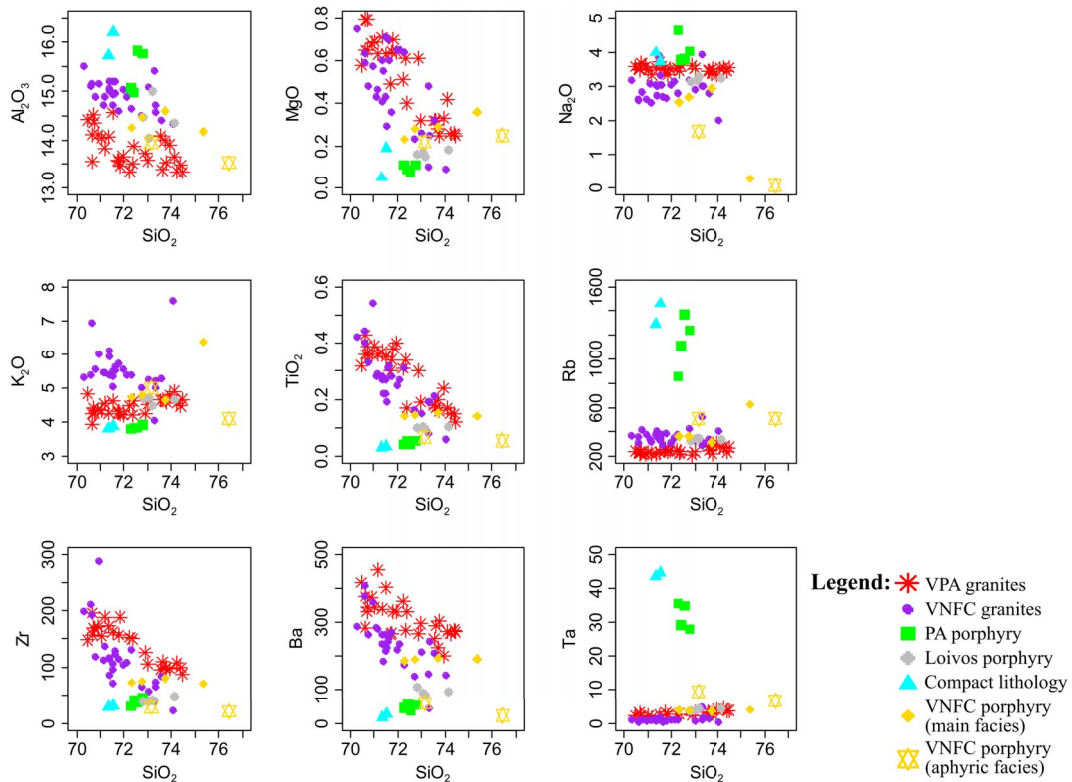 Al₂O₃
16.0
15.0
14.0
13.0
70 72 74 76
SiO₂
MgO
0.8
0.6
0.4
0.2
0.0
70 72 74 76
SiO₂
Na₂O
5
4
3
2
1
0
70 72 74 76
SiO₂
K₂O
8
7
6
5
4
3
70 72 74 76
SiO₂
TiO₂
0.6
0.4
0.2
0.0
70 72 74 76
SiO₂
Rb
1600
1000
600
200
70 72 74 76
SiO₂
Zr
300
200
100
0
70 72 74 76
SiO₂
Ba
500
300
100
0
70 72 74 76
SiO₂
Ta
50
40
30
20
10
0
70 72 74 76
SiO₂
Legend:
VPA granites
VNFC granites
PA porphyry
Loivos porphyry
Compact lithology
VNFC porphyry
(main facies)
VNFC porphyry
(aphyric facies)